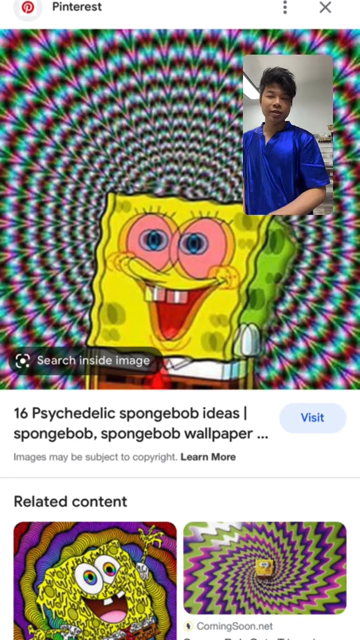 Pinterest
Search inside image
16 Psychedelic spongebob ideas |
spongebob, spongebob wallpaper ...
Visit
Images may be subject to copyright. Learn More
Related content
ComingSoon.net